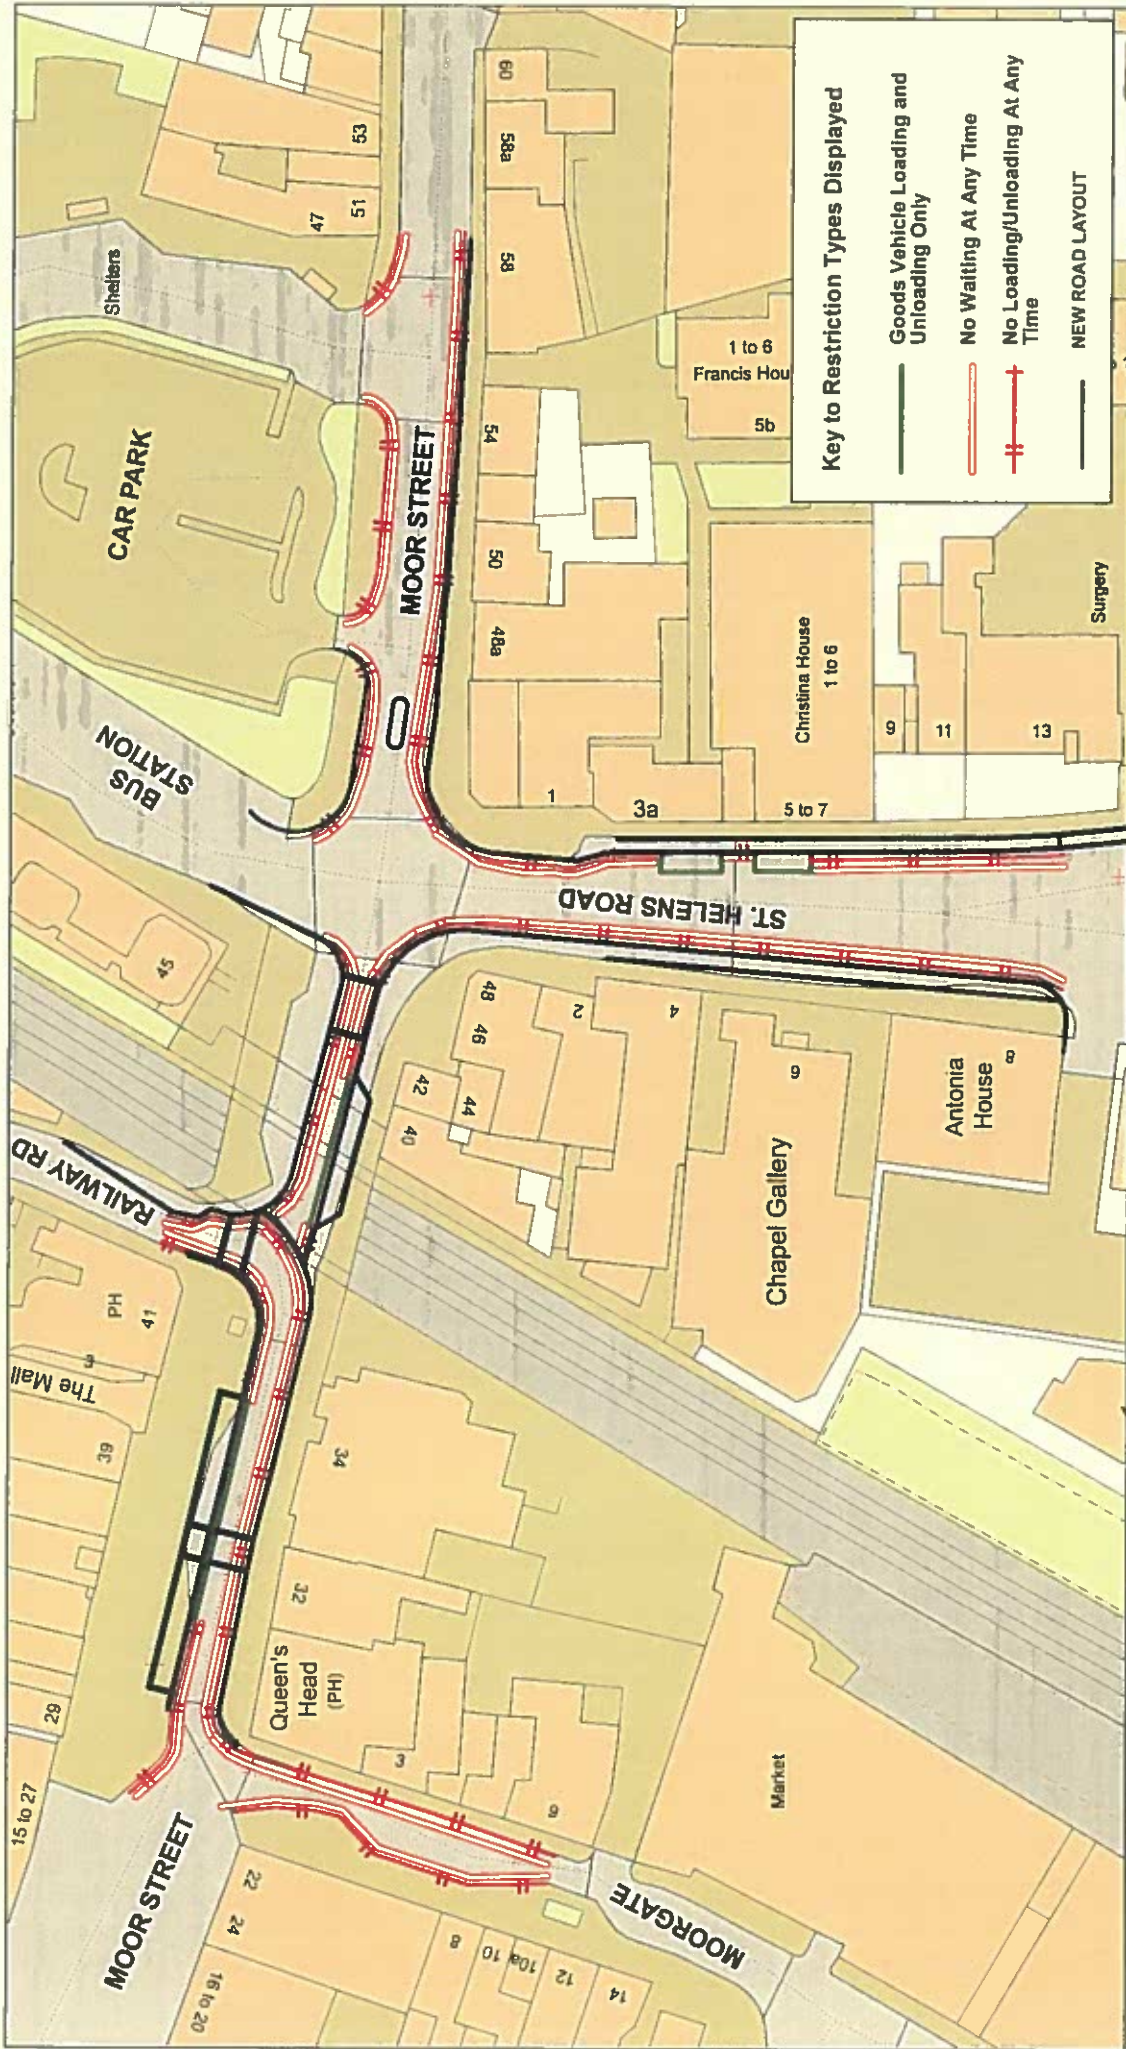 Key to Restriction Types Displayed
Goods Vehicle Loading and
Unloading Only
No Waiting At Any Time
No Loading/Unloading At Any
Time
NEW ROAD LAYOUT
15 to 27
29
39
The Mall
PH
41
RAILWAY RD
45
BUS
STATION
CAR PARK
Shelters
47
51
53
MOOR STREET
MOOR STREET
22
24
16 to 20
Queen's
Head
(PH)
32
34
3
8
10
10a
12
14
MOORGATE
Market
40
42
44
46
48
2
4
6
Chapel Gallery
Antonia
House
8
ST. HELENS ROAD
1
3a
5 to 7
Christina House
1 to 6
9
11
13
Surgery
48a
50
54
58
58a
60
1 to 6
Francis Hou
5b